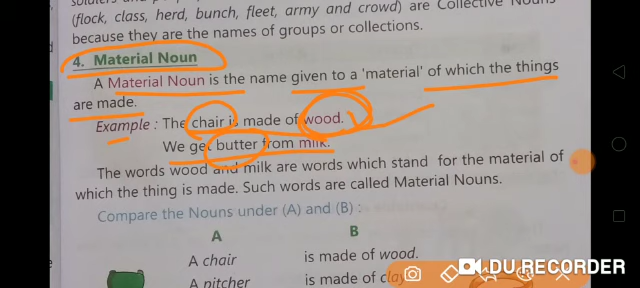 (flock, class, herd, bunch, fleet, army and crowd) are Collective Nouns
because they are the names of groups or collections.
4. Material Noun
A Material Noun is the name given to a 'material' of which the things
are made.
Example : The chair is made of wood.
We get butter from milk.
The words wood and milk are words which stand for the material of
which the thing is made. Such words are called Material Nouns.
Compare the Nouns under (A) and (B) :
A B
A chair is made of wood.
A pitcher is made of clay
DU RECORDER